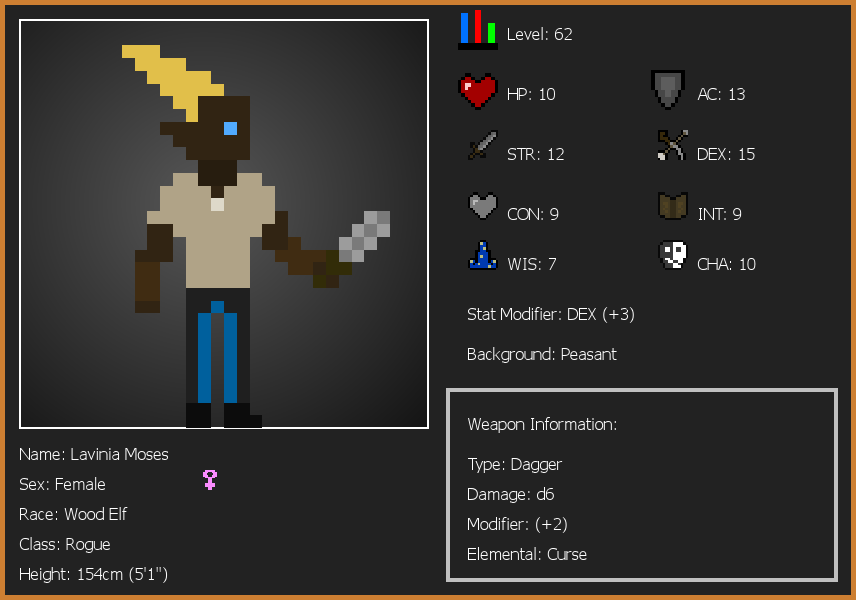 Level: 62
HP: 10
AC: 13
STR: 12
DEX: 15
CON: 9
INT: 9
WIS: 7
CHA: 10
Stat Modifier: DEX (+3)
Background: Peasant
Weapon Information:
Type: Dagger
Damage: d6
Modifier: (+2)
Elemental: Curse
Name: Lavinia Moses
Sex: Female
Race: Wood Elf
Class: Rogue
Height: 154cm (5'1")